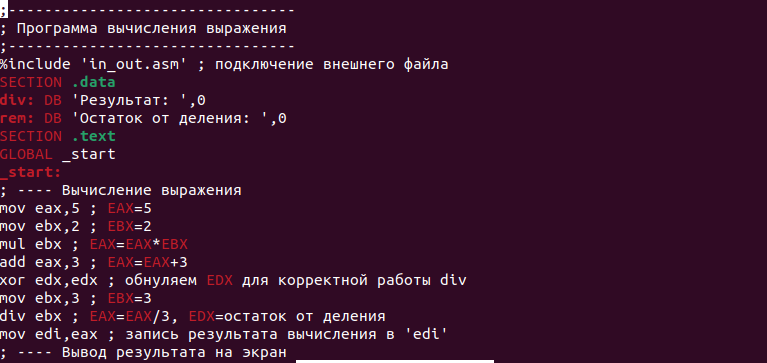 ;--------------------------------
; Программа вычисления выражения
;--------------------------------
%include 'in_out.asm' ; подключение внешнего файла
SECTION .data
div: DB 'Результат: ',0
rem: DB 'Остаток от деления: ',0
SECTION .text
GLOBAL _start
_start:
; ---- Вычисление выражения
mov eax,5 ; EAX=5
mov ebx,2 ; EBX=2
mul ebx ; EAX=EAX*EBX
add eax,3 ; EAX=EAX+3
xor edx,edx ; обнуляем EDX для корректной работы div
mov ebx,3 ; EBX=3
div ebx ; EAX=EAX/3, EDX=остаток от деления
mov edi,eax ; запись результата вычисления в 'edi'
; ---- Вывод результата на экран